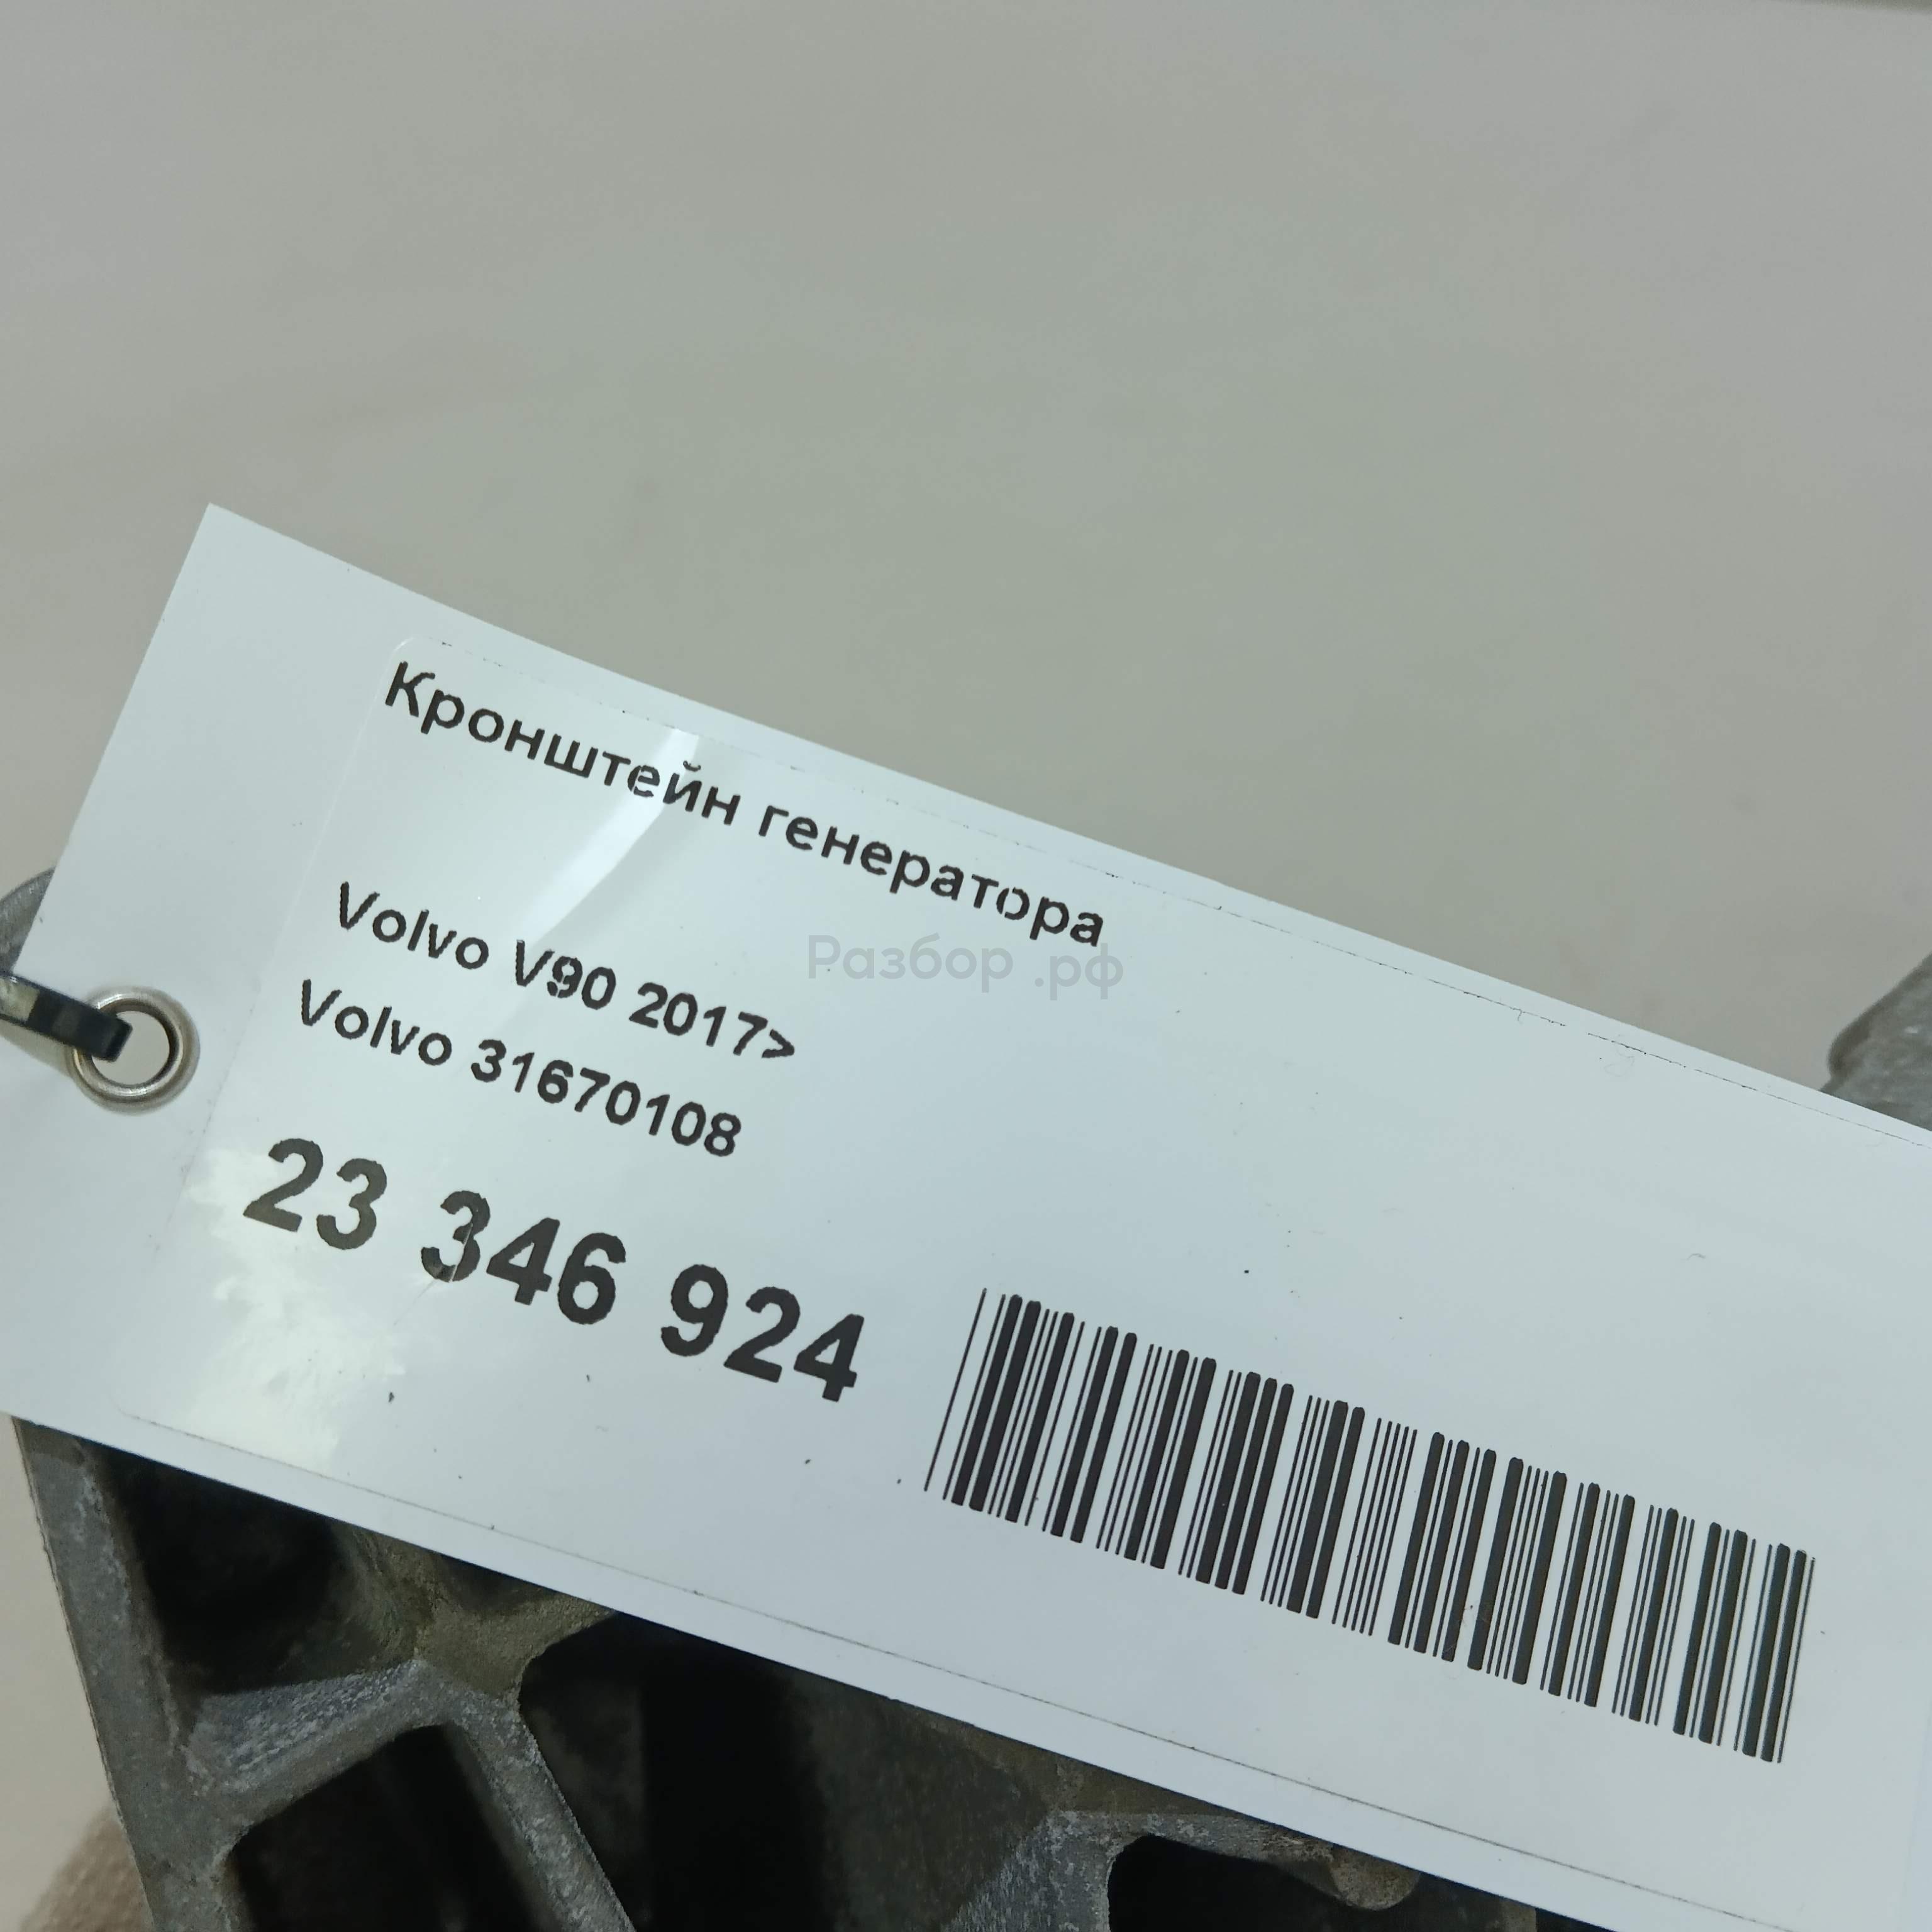 Кронштейн генератора
Разбор.рф
Volvo V90 2017>
Volvo 31670108
23 346 924